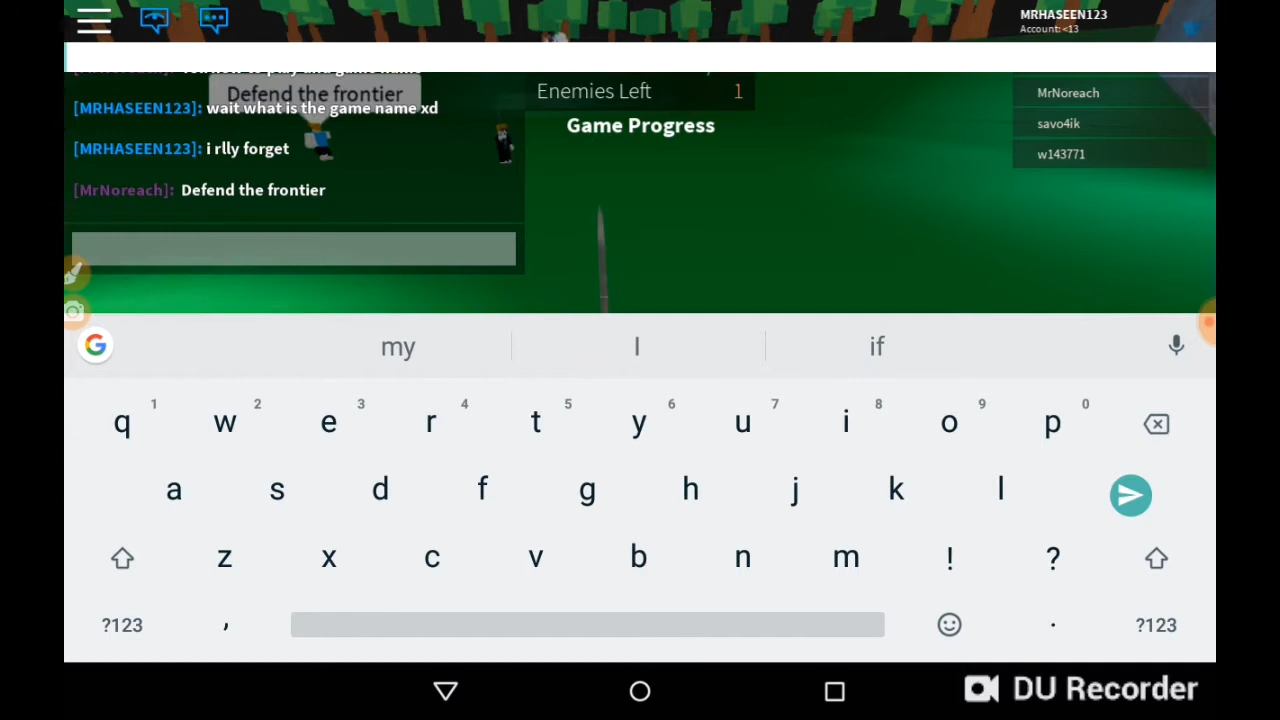 MRHASEEN123
Account: <13
Defend the frontier
[MRHASEEN123]: wait what is the game name xd
[MRHASEEN123]: i rlly forget
[MrNoreach]: Defend the frontier
Enemies Left 1
Game Progress
MrNoreach
savo4ik
w143771
my I if
1 2 3 4 5 6 7 8 9 0
q w e r t y u i o p
a s d f g h j k l
z x c v b n m ! ?
?123 , . ?123
DU Recorder